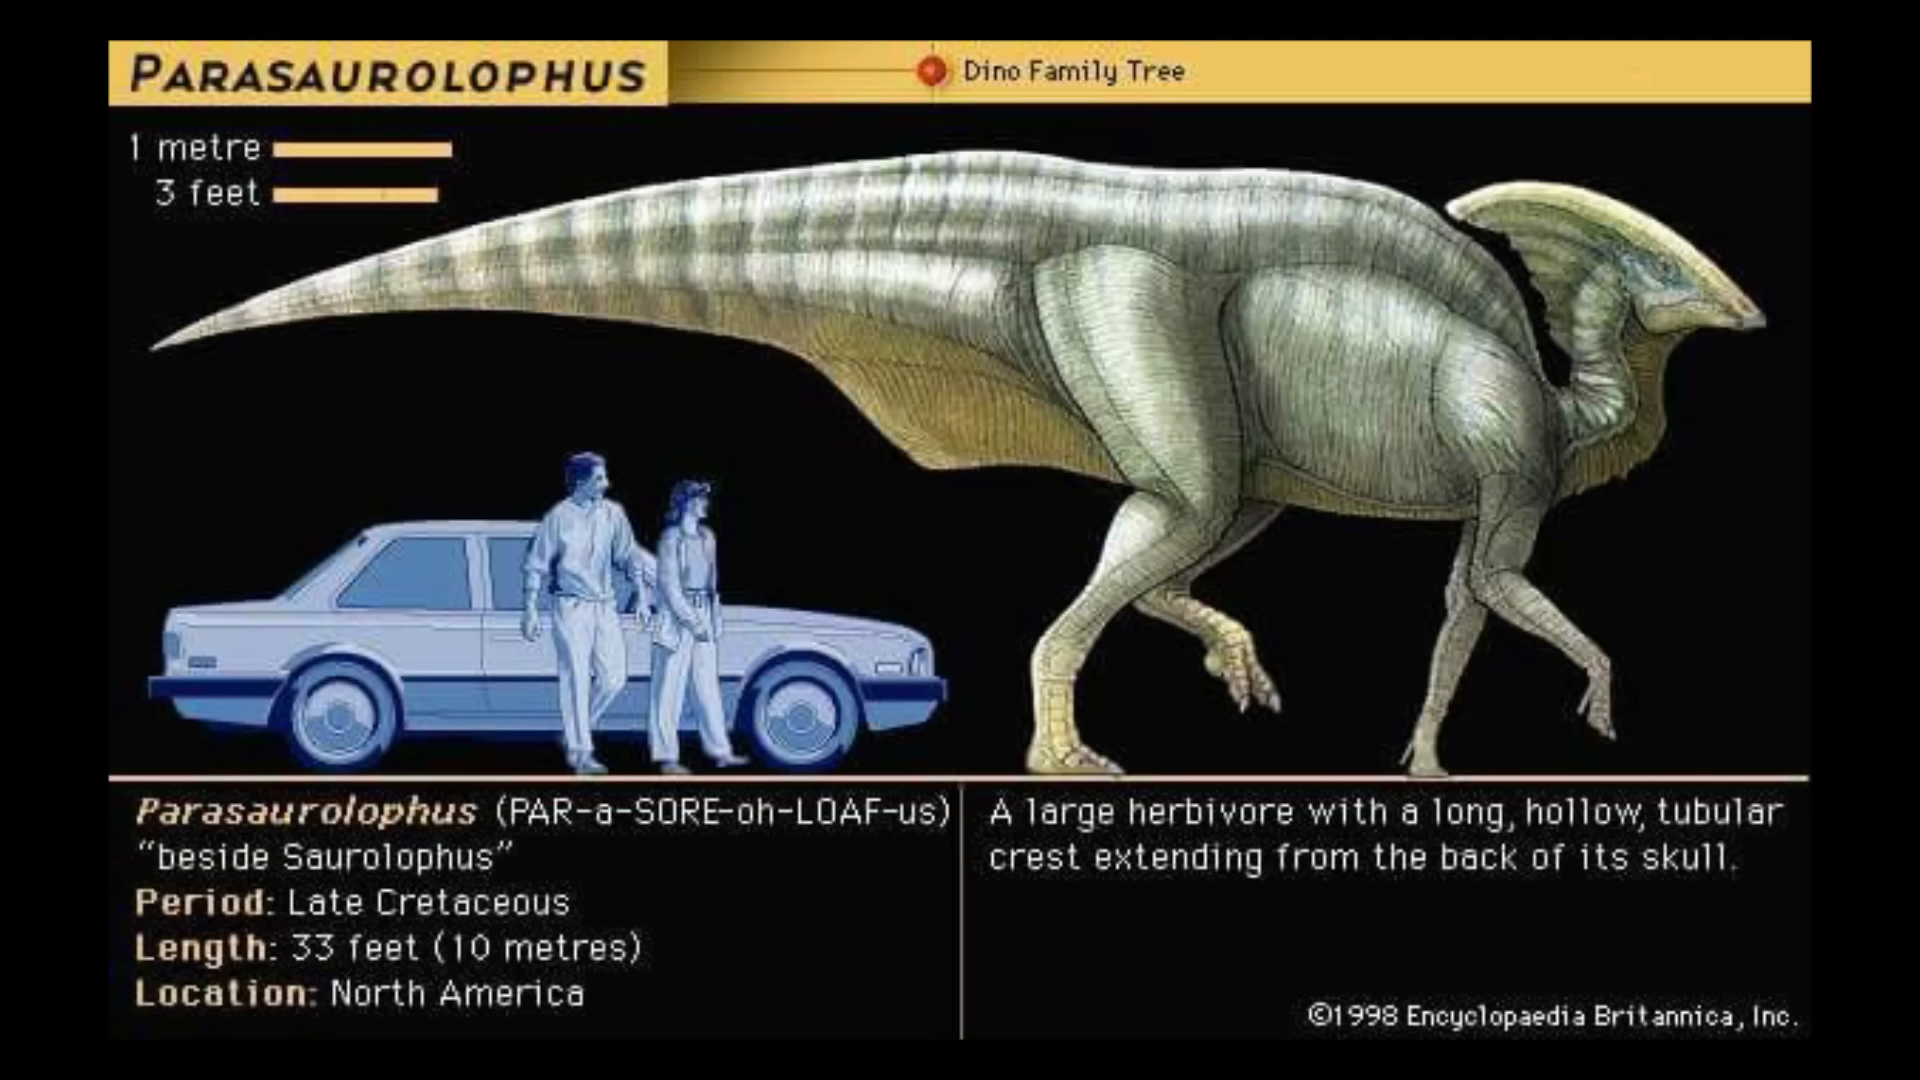 PARASAUROLOPHUS
Dino Family Tree
1 metre
3 feet
Parasaurolophus (PAR-a-SORE-oh-LOAF-us)
"beside Saurolophus"
Period: Late Cretaceous
Length: 33 feet (10 metres)
Location: North America
A large herbivore with a long, hollow, tubular
crest extending from the back of its skull.
©1998 Encyclopaedia Britannica, Inc.